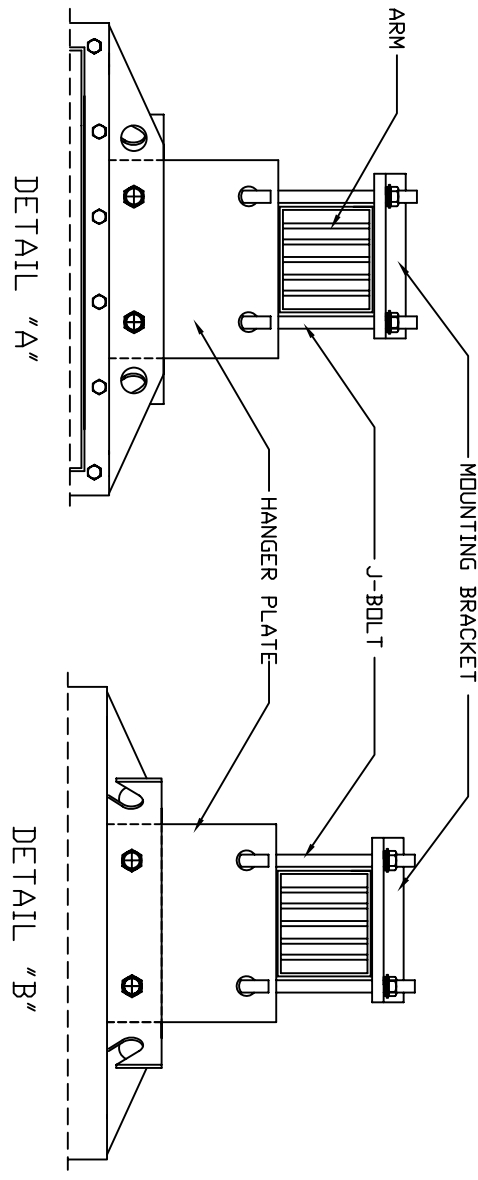 ARM
MOUNTING BRACKET
J-BOLT
HANGER PLATE
DETAIL "A"
DETAIL "B"